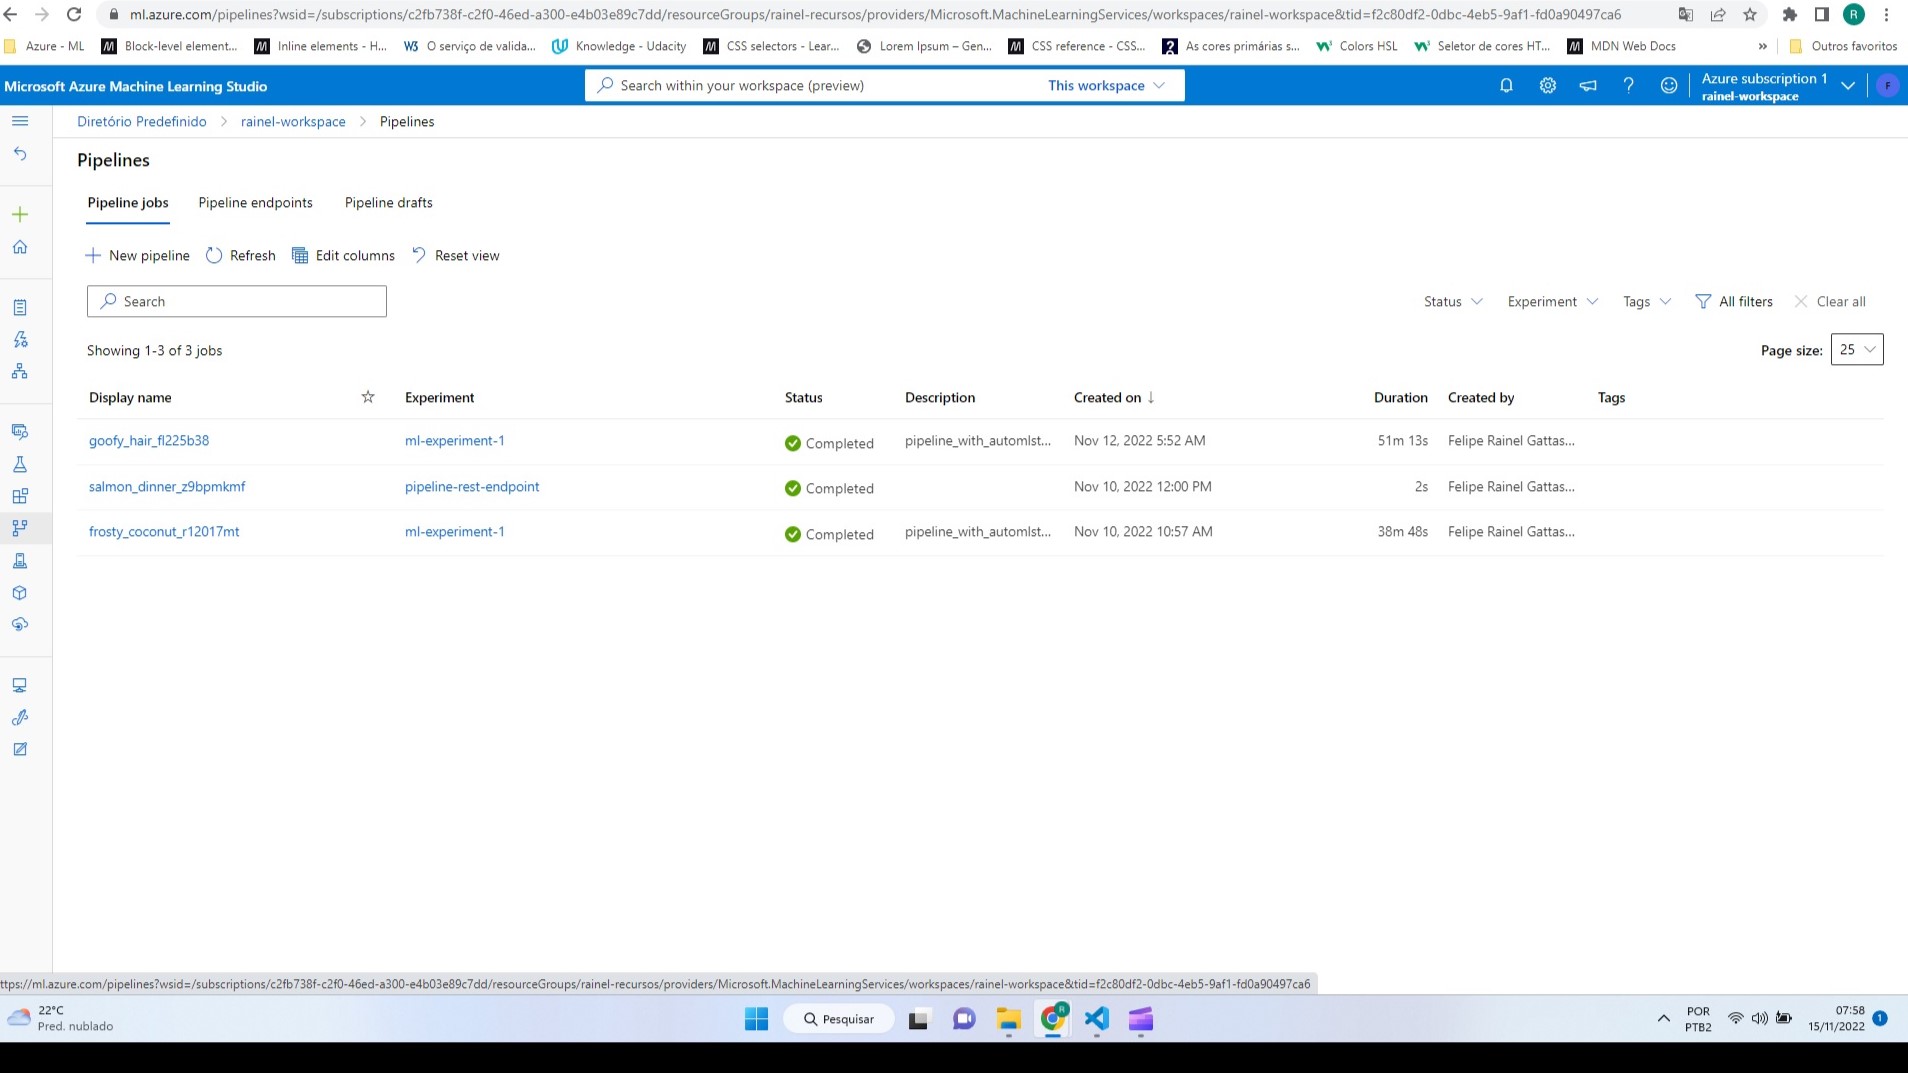 ml.azure.com/pipelines?wsid=/subscriptions/c2fb738f-c2f0-46ed-a300-e4b03e89c7dd/resourceGroups/rainel-recursos/providers/Microsoft.MachineLearningServices/workspaces/rainel-workspace&tid=f2c80df2-0dbc-4eb5-9af1-fd0a90497ca6 R
Azure - ML Block-level element... Inline elements - H... O serviço de valida... Knowledge - Udacity CSS selectors - Lear... Lorem Ipsum – Gen... CSS reference - CSS... As cores primárias s... Colors HSL Seletor de cores HT... MDN Web Docs » Outros favoritos
Microsoft Azure Machine Learning Studio Search within your workspace (preview) This workspace Azure subscription 1
rainel-workspace F
Diretório Predefinido > rainel-workspace > Pipelines
Pipelines
Pipeline jobs Pipeline endpoints Pipeline drafts
New pipeline Refresh Edit columns Reset view
Search Status Experiment Tags All filters Clear all
Showing 1-3 of 3 jobs Page size: 25
Display name Experiment Status Description Created on ↓ Duration Created by Tags
goofy_hair_fl225b38 ml-experiment-1 Completed pipeline_with_automlst... Nov 12, 2022 5:52 AM 51m 13s Felipe Rainel Gattas...
salmon_dinner_z9bpmkmf pipeline-rest-endpoint Completed Nov 10, 2022 12:00 PM 2s Felipe Rainel Gattas...
frosty_coconut_r12017mt ml-experiment-1 Completed pipeline_with_automlst... Nov 10, 2022 10:57 AM 38m 48s Felipe Rainel Gattas...
ttps://ml.azure.com/pipelines?wsid=/subscriptions/c2fb738f-c2f0-46ed-a300-e4b03e89c7dd/resourceGroups/rainel-recursos/providers/Microsoft.MachineLearningServices/workspaces/rainel-workspace&tid=f2c80df2-0dbc-4eb5-9af1-fd0a90497ca6
22°C
Pred. nublado
Pesquisar
POR
PTB2
07:58
15/11/2022
1